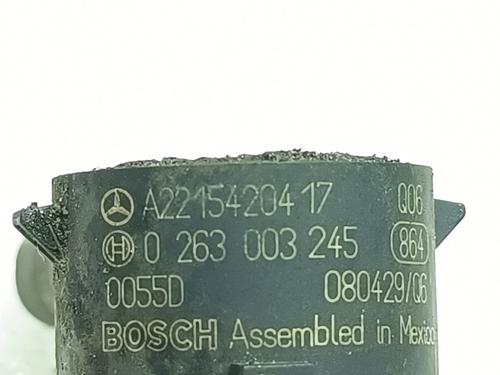 A2215420417 Q06
0 263 003 245 864
0055D 080429/Q6
BOSCH Assembled in Mexico